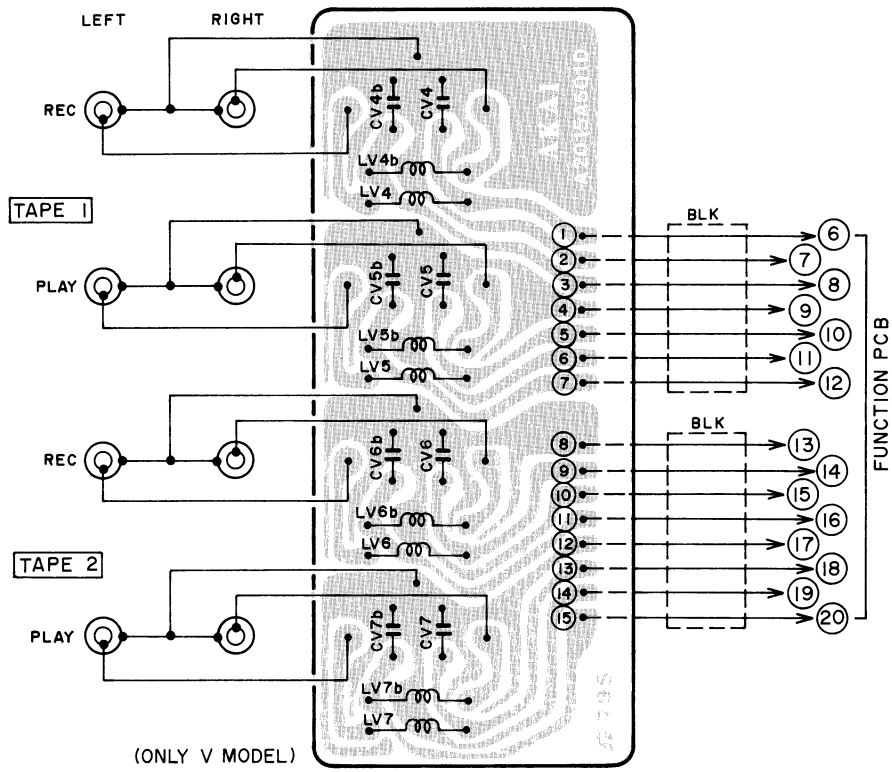 LEFT RIGHT
REC
CV4b CV4
AKAI
LV4b
LV4
TAPE 1
PLAY
CV5b CV5
LV5b
LV5
REC
CV6b CV6
LV6b
LV6
TAPE 2
PLAY
CV7b CV7
LV7b
LV7
(ONLY V MODEL)
1
2
3
4
5
6
7
8
9
10
11
12
13
14
15
BLK
BLK
6
7
8
9
10
11
12
13
14
15
16
17
18
19
20
FUNCTION PCB